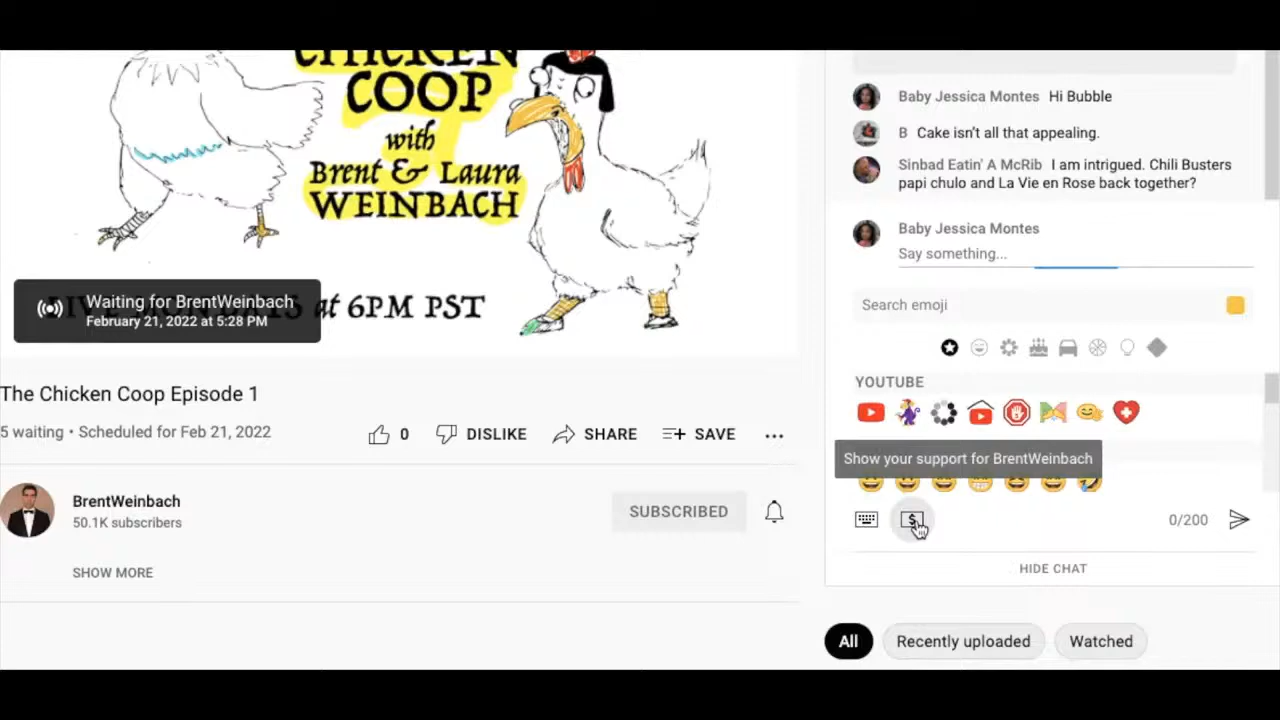 CHICKEN
COOP
with
Brent & Laura
WEINBACH
LIVE MONDAYS at 6PM PST
Waiting for BrentWeinbach
February 21, 2022 at 5:28 PM
The Chicken Coop Episode 1
5 waiting • Scheduled for Feb 21, 2022
0
DISLIKE
SHARE
SAVE
BrentWeinbach
50.1K subscribers
SUBSCRIBED
SHOW MORE
Baby Jessica Montes Hi Bubble
B Cake isn't all that appealing.
Sinbad Eatin' A McRib I am intrigued. Chili Busters
papi chulo and La Vie en Rose back together?
Baby Jessica Montes
Say something...
Search emoji
YOUTUBE
Show your support for BrentWeinbach
$
0/200
HIDE CHAT
All
Recently uploaded
Watched